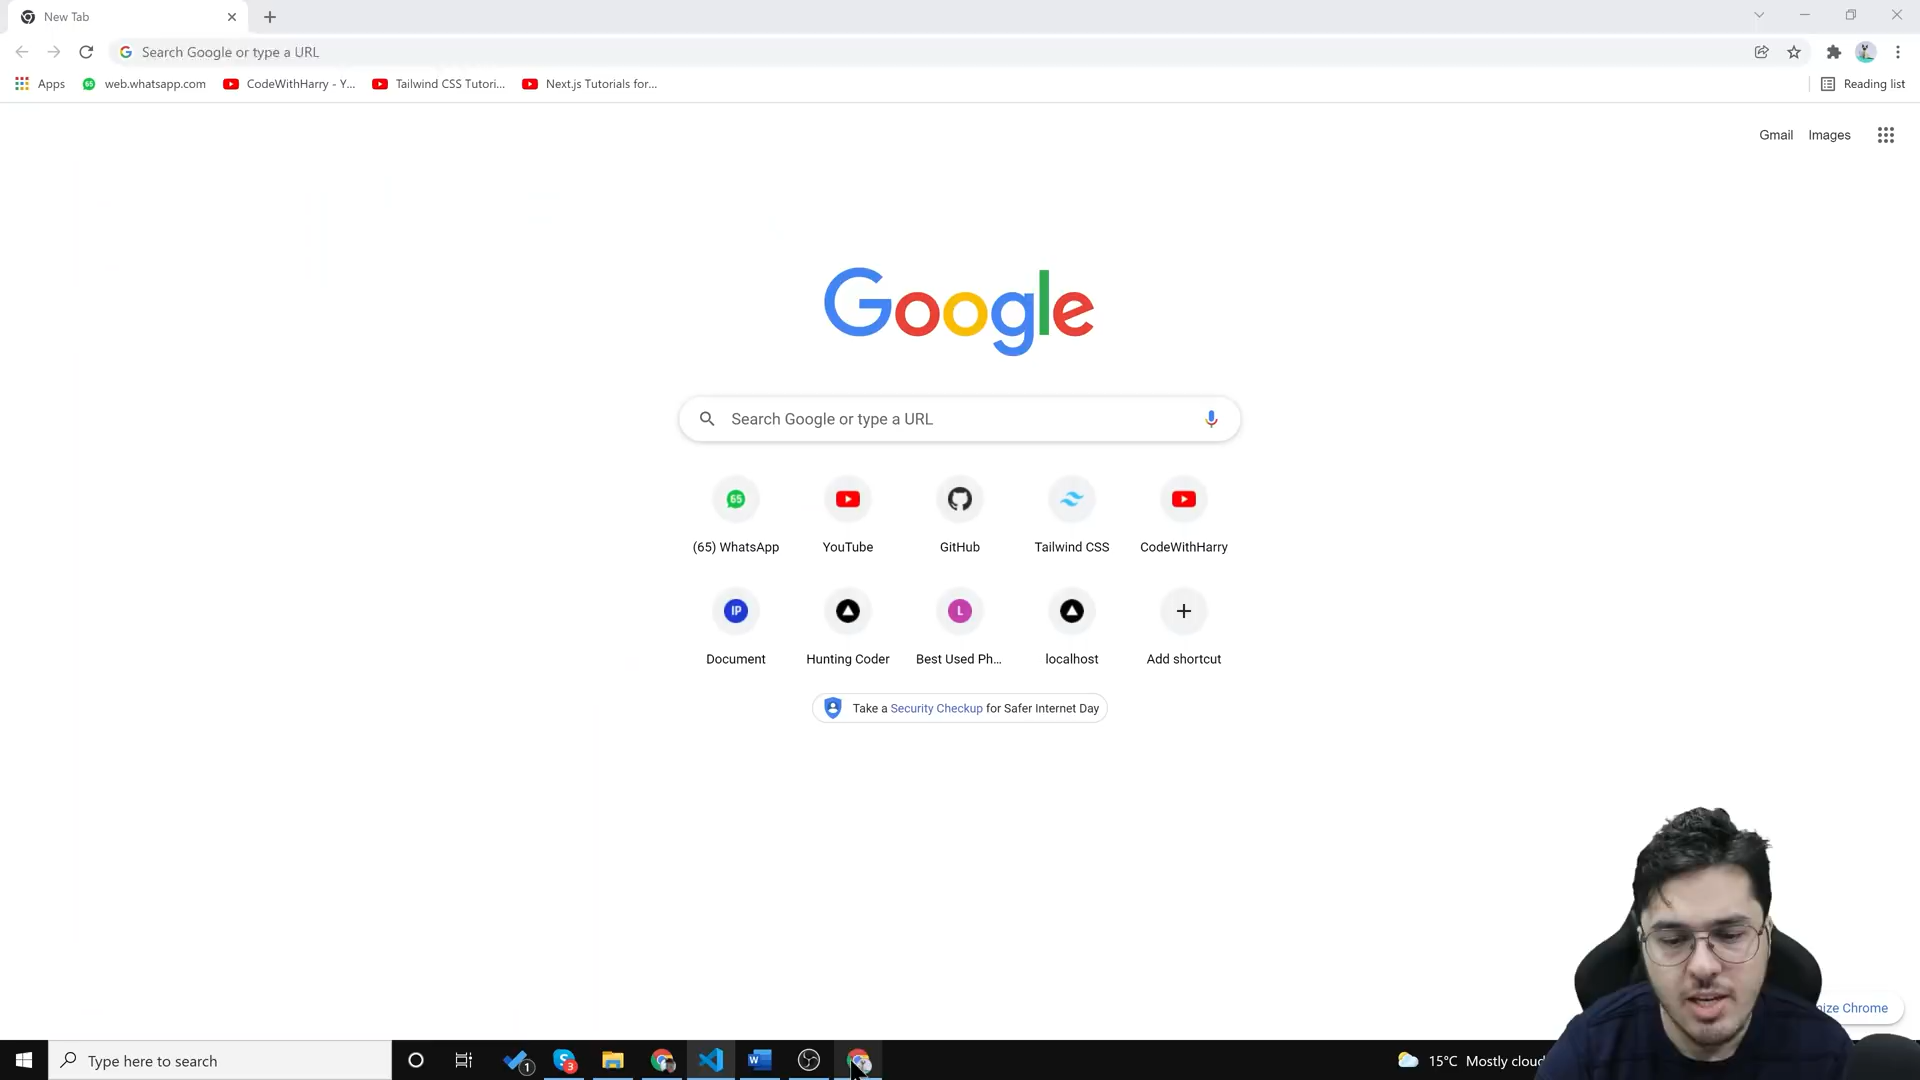 New Tab
Search Google or type a URL
Apps
65
web.whatsapp.com
CodeWithHarry - Y...
Tailwind CSS Tutori...
Next.js Tutorials for...
Reading list
Gmail Images
Google
Search Google or type a URL
65
(65) WhatsApp YouTube GitHub Tailwind CSS CodeWithHarry
IP L
Document Hunting Coder Best Used Ph... localhost Add shortcut
Take a Security Checkup for Safer Internet Day
ize Chrome
Type here to search
1
S 3
W
15°C Mostly cloud